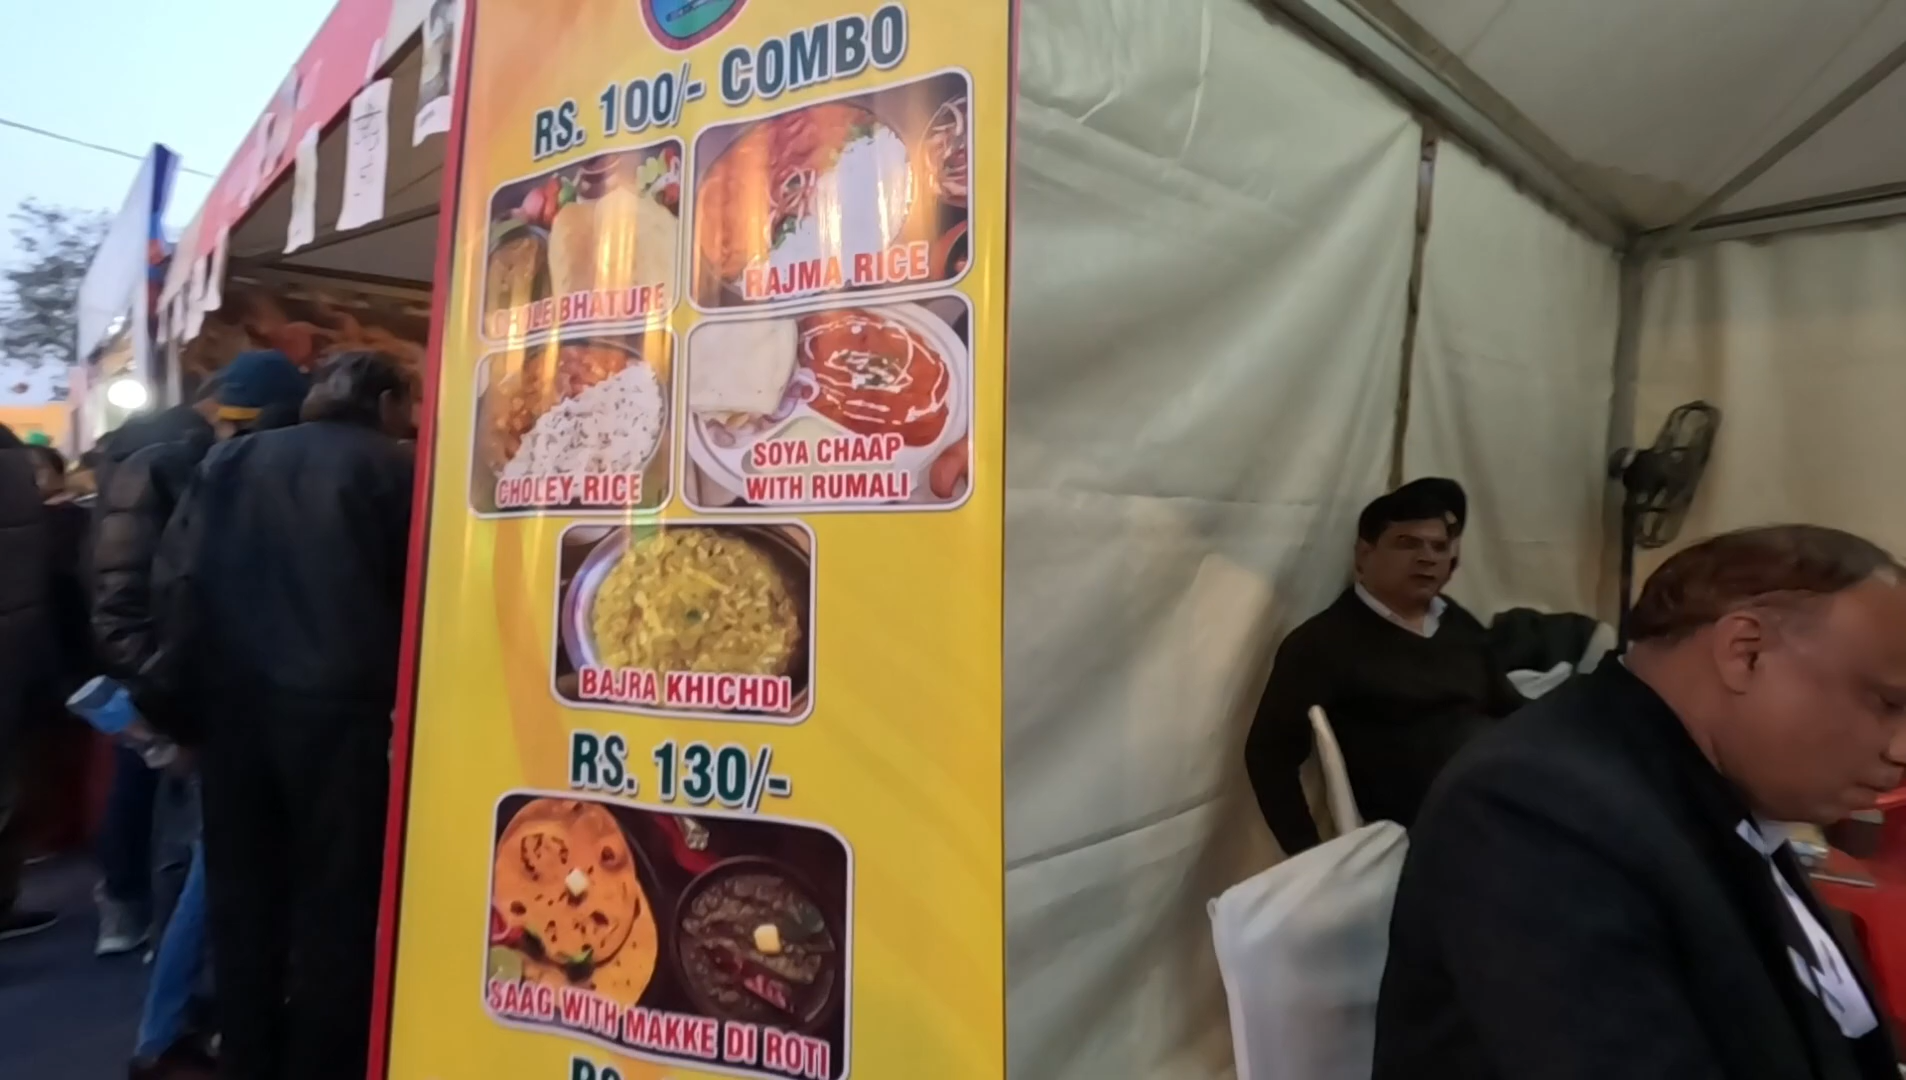 RS. 100/- COMBO
CHOLE BHATURE
RAJMA RICE
CHOLEY-RICE
SOYA CHAAP
WITH RUMALI
BAJRA KHICHDI
RS. 130/-
SAAG WITH MAKKE DI ROTI